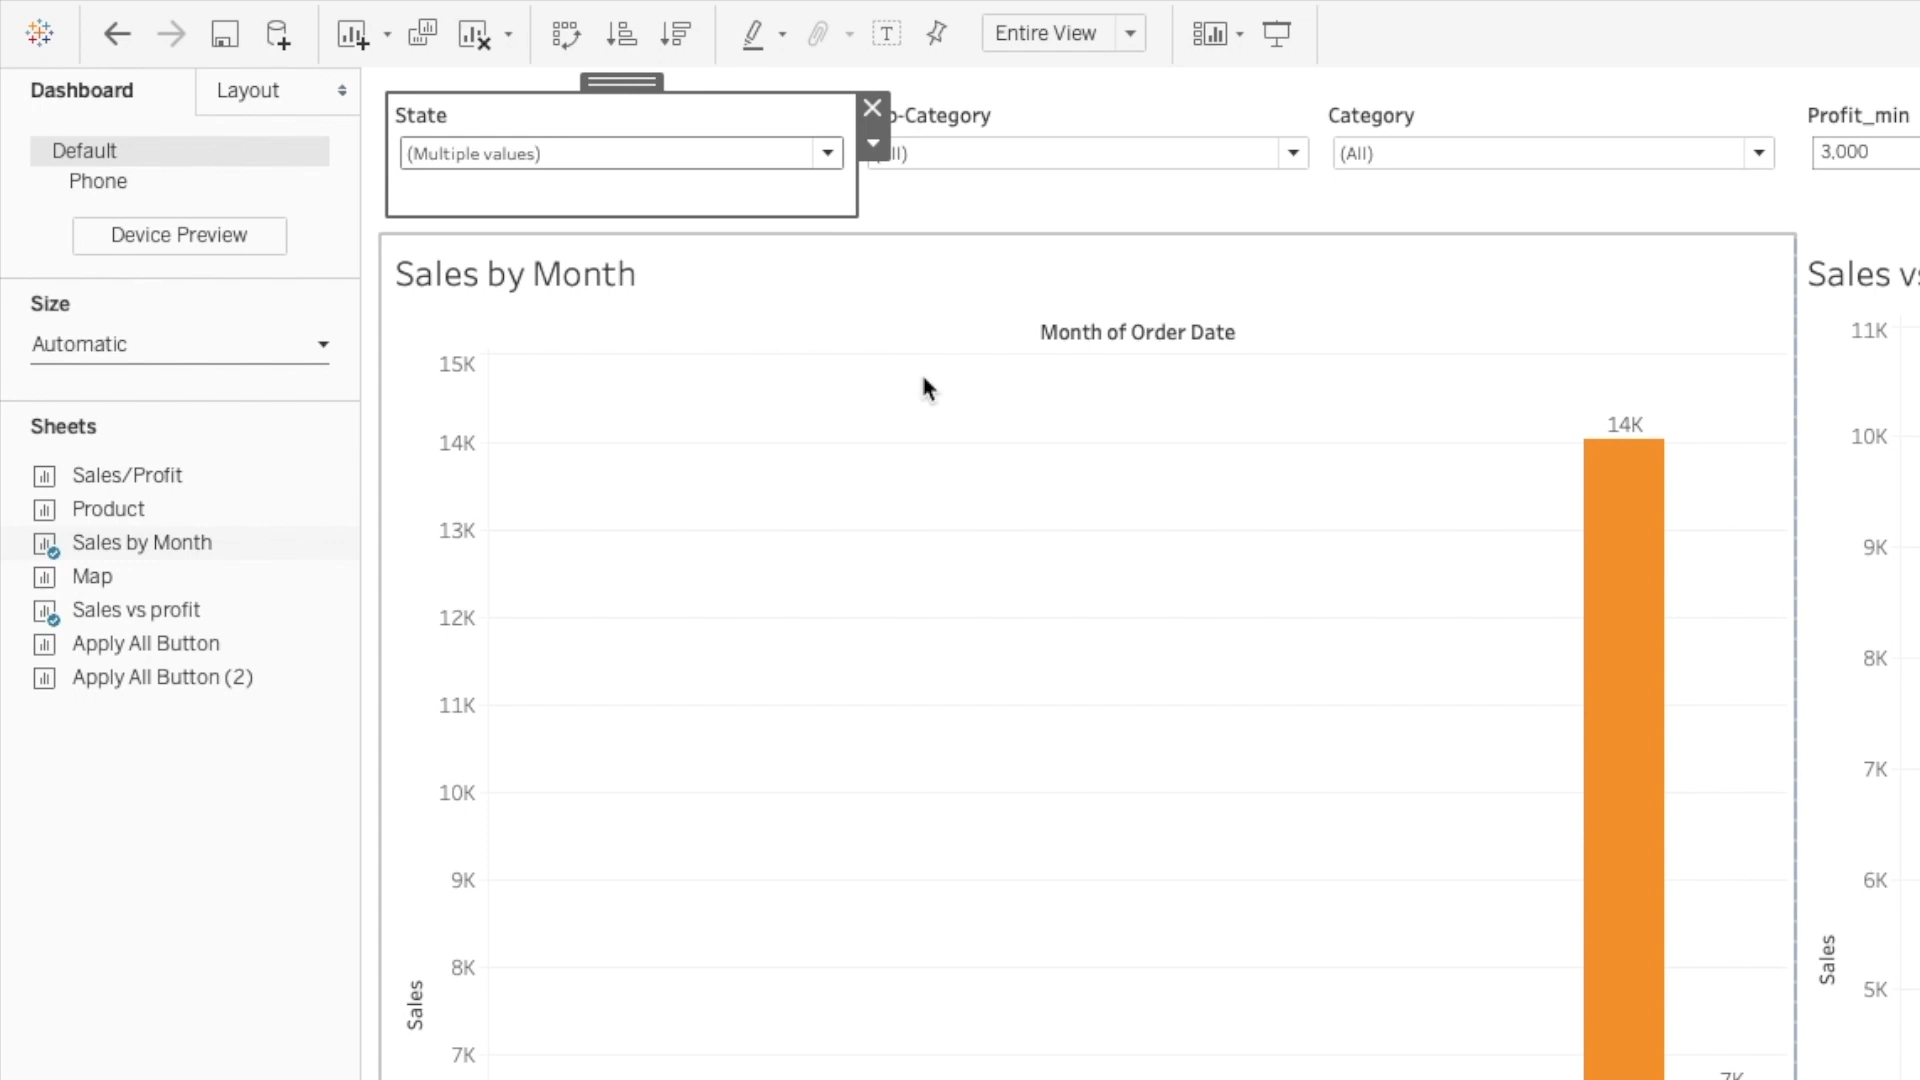 Entire View
Dashboard
Layout
Default
Phone
Device Preview
Size
Automatic
Sheets
Sales/Profit
Product
Sales by Month
Map
Sales vs profit
Apply All Button
Apply All Button (2)
State
(Multiple values)
-Category
Category
(All)
Profit_min
3,000
Sales by Month
Month of Order Date
15K
14K
13K
12K
11K
10K
9K
8K
7K
Sales
14K
7K
Sales vs
11K
10K
9K
8K
7K
6K
5K
Sales